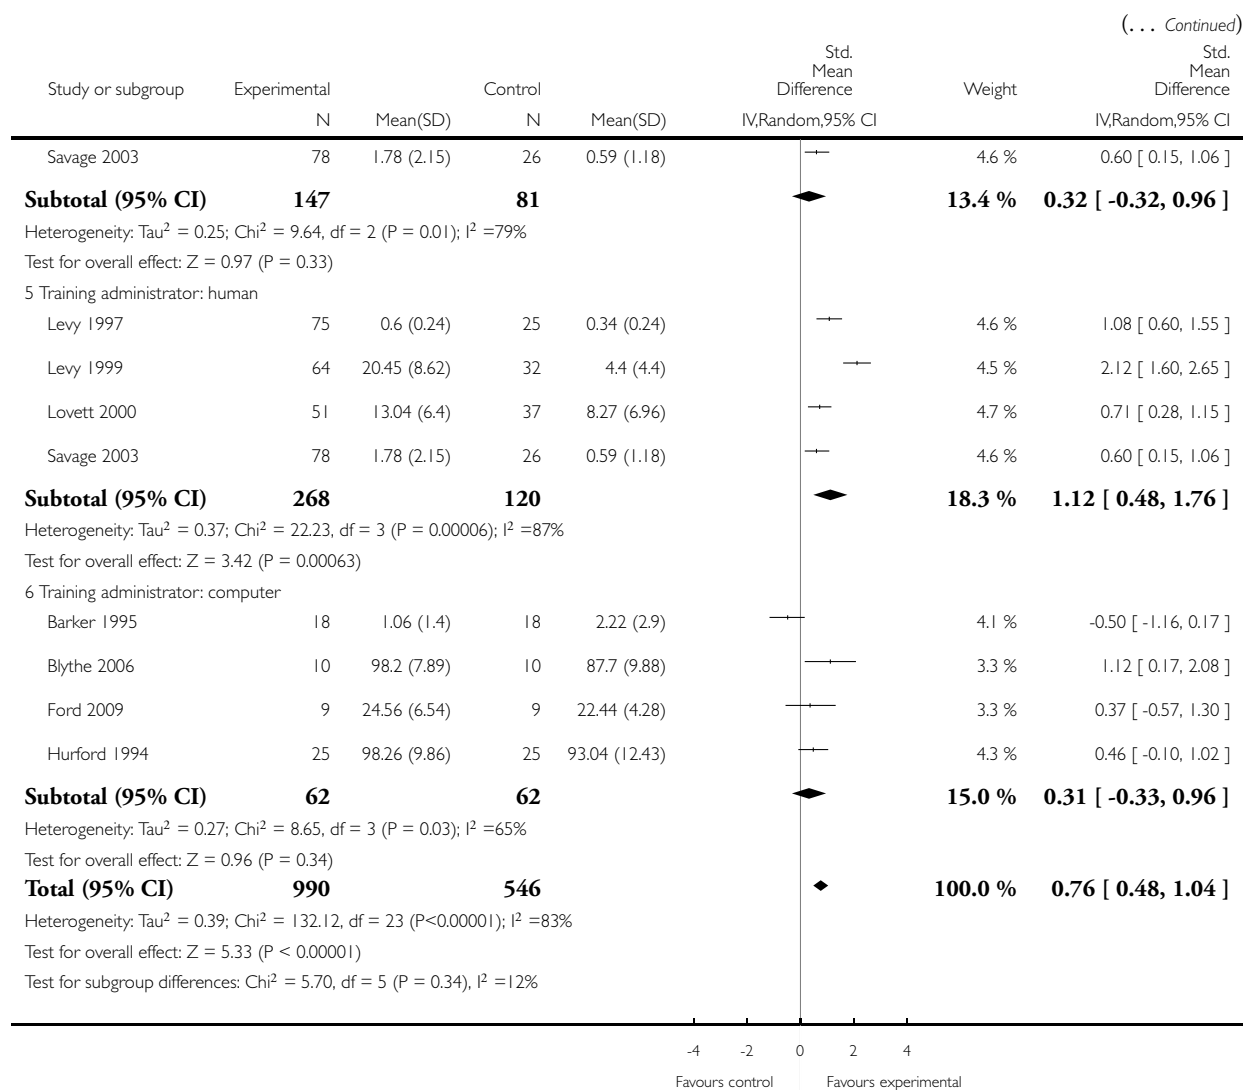 (... Continued)
Study or subgroup Experimental Control Std. Mean Difference Weight Std. Mean Difference
N Mean(SD) N Mean(SD) IV,Random,95% CI IV,Random,95% CI
Savage 2003 78 1.78 (2.15) 26 0.59 (1.18) 4.6 % 0.60 [ 0.15, 1.06 ]
Subtotal (95% CI) 147 81 13.4 % 0.32 [ -0.32, 0.96 ]
Heterogeneity: Tau² = 0.25; Chi² = 9.64, df = 2 (P = 0.01); I² =79%
Test for overall effect: Z = 0.97 (P = 0.33)
5 Training administrator: human
Levy 1997 75 0.6 (0.24) 25 0.34 (0.24) 4.6 % 1.08 [ 0.60, 1.55 ]
Levy 1999 64 20.45 (8.62) 32 4.4 (4.4) 4.5 % 2.12 [ 1.60, 2.65 ]
Lovett 2000 51 13.04 (6.4) 37 8.27 (6.96) 4.7 % 0.71 [ 0.28, 1.15 ]
Savage 2003 78 1.78 (2.15) 26 0.59 (1.18) 4.6 % 0.60 [ 0.15, 1.06 ]
Subtotal (95% CI) 268 120 18.3 % 1.12 [ 0.48, 1.76 ]
Heterogeneity: Tau² = 0.37; Chi² = 22.23, df = 3 (P = 0.00006); I² =87%
Test for overall effect: Z = 3.42 (P = 0.00063)
6 Training administrator: computer
Barker 1995 18 1.06 (1.4) 18 2.22 (2.9) 4.1 % -0.50 [ -1.16, 0.17 ]
Blythe 2006 10 98.2 (7.89) 10 87.7 (9.88) 3.3 % 1.12 [ 0.17, 2.08 ]
Ford 2009 9 24.56 (6.54) 9 22.44 (4.28) 3.3 % 0.37 [ -0.57, 1.30 ]
Hurford 1994 25 98.26 (9.86) 25 93.04 (12.43) 4.3 % 0.46 [ -0.10, 1.02 ]
Subtotal (95% CI) 62 62 15.0 % 0.31 [ -0.33, 0.96 ]
Heterogeneity: Tau² = 0.27; Chi² = 8.65, df = 3 (P = 0.03); I² =65%
Test for overall effect: Z = 0.96 (P = 0.34)
Total (95% CI) 990 546 100.0 % 0.76 [ 0.48, 1.04 ]
Heterogeneity: Tau² = 0.39; Chi² = 132.12, df = 23 (P<0.00001); I² =83%
Test for overall effect: Z = 5.33 (P < 0.00001)
Test for subgroup differences: Chi² = 5.70, df = 5 (P = 0.34), I² =12%
-4 -2 0 2 4
Favours control Favours experimental